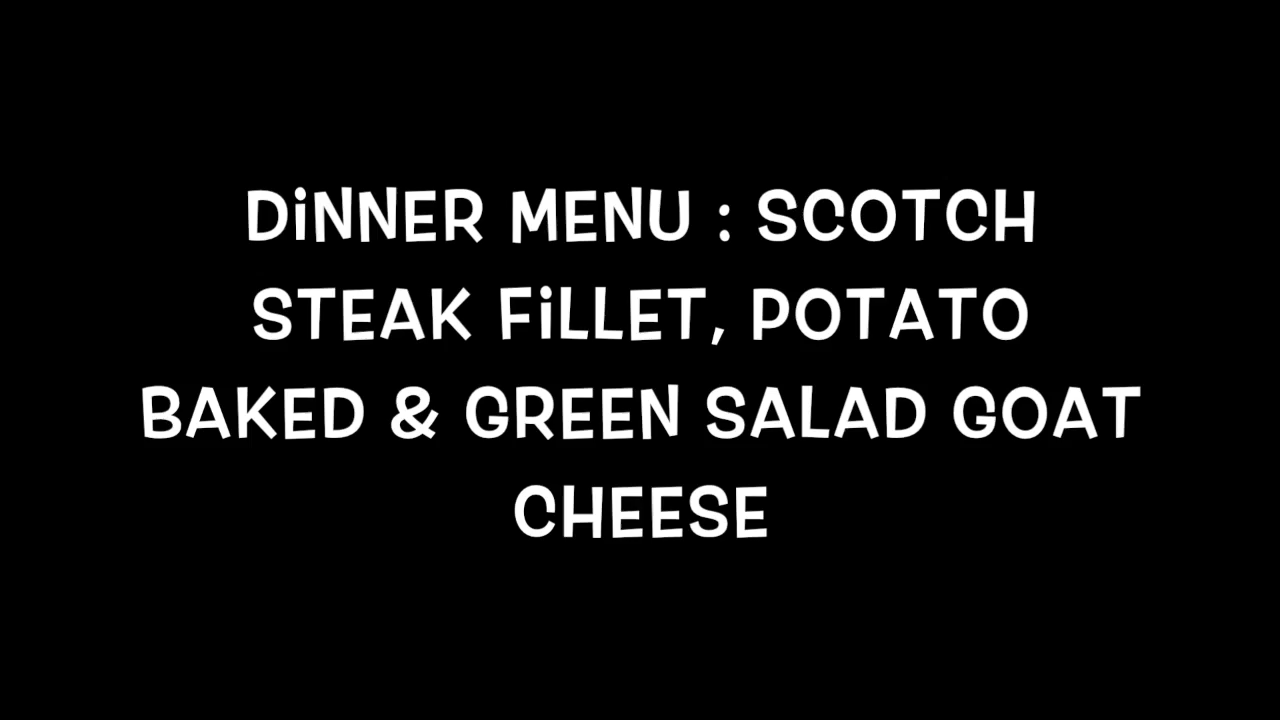 DINNER MENU : SCOTCH
STEAK FILLET, POTATO
BAKED & GREEN SALAD GOAT
CHEESE